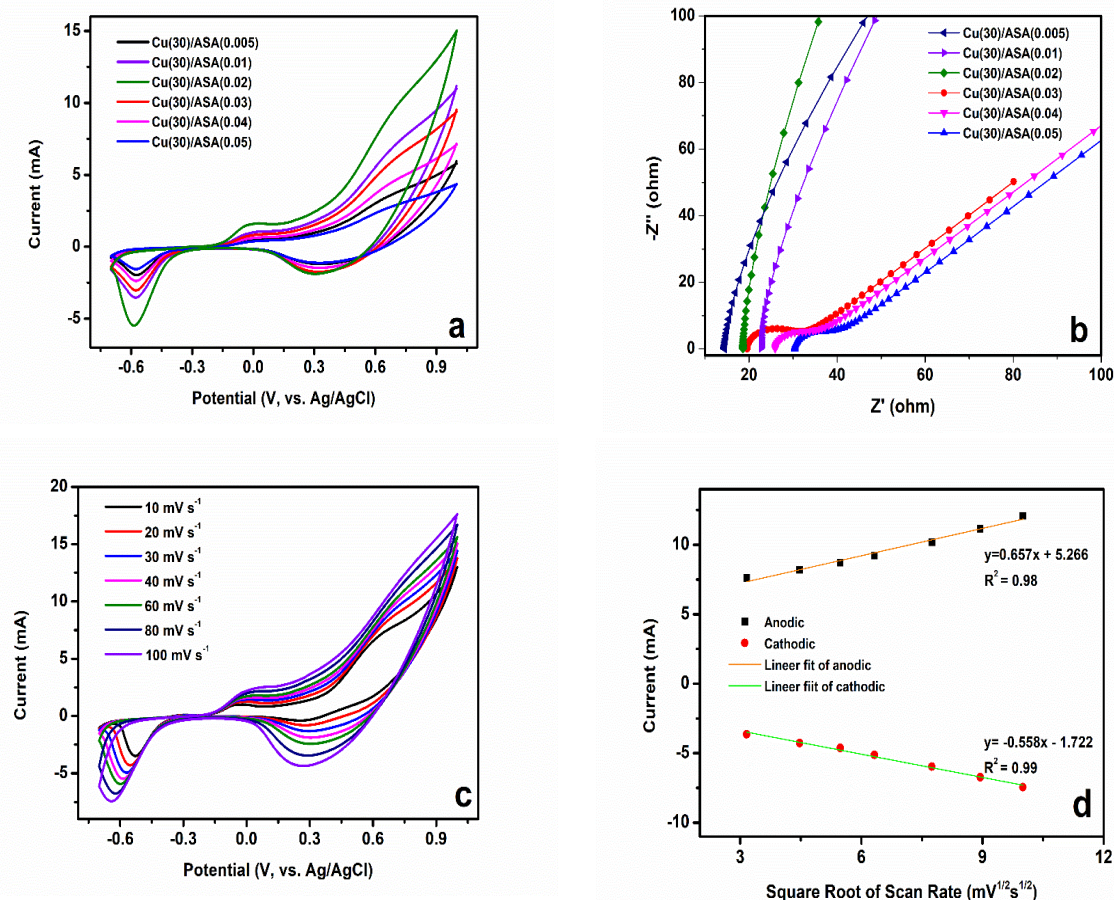 15
10
5
0
-5
Current (mA)
Cu(30)/ASA(0.005)
Cu(30)/ASA(0.01)
Cu(30)/ASA(0.02)
Cu(30)/ASA(0.03)
Cu(30)/ASA(0.04)
Cu(30)/ASA(0.05)
a
-0.6 -0.3 0.0 0.3 0.6 0.9
Potential (V, vs. Ag/AgCl)
100
80
60
40
20
0
-Z'' (ohm)
Cu(30)/ASA(0.005)
Cu(30)/ASA(0.01)
Cu(30)/ASA(0.02)
Cu(30)/ASA(0.03)
Cu(30)/ASA(0.04)
Cu(30)/ASA(0.05)
b
20 40 60 80 100
Z' (ohm)
20
15
10
5
0
-5
Current (mA)
10 mV s⁻¹
20 mV s⁻¹
30 mV s⁻¹
40 mV s⁻¹
60 mV s⁻¹
80 mV s⁻¹
100 mV s⁻¹
c
-0.6 -0.3 0.0 0.3 0.6 0.9
Potential (V, vs. Ag/AgCl)
10
5
0
-5
-10
Current (mA)
y=0.657x + 5.266
R² = 0.98
Anodic
Cathodic
Lineer fit of anodic
Lineer fiit of cathodic
y= -0.558x - 1.722
R² = 0.99
d
3 6 9 12
Square Root of Scan Rate (mV¹/²s¹/²)